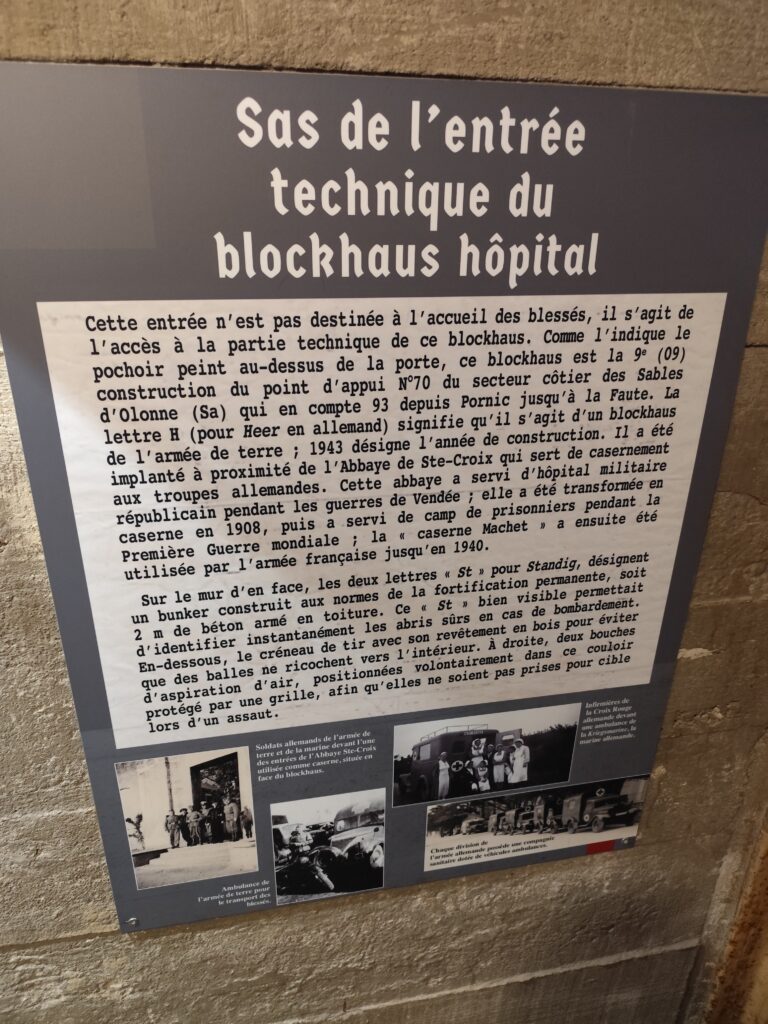 Sas de l'entrée
technique du
blockhaus hôpital
Cette entrée n'est pas destinée à l'accueil des blessés, il s'agit de
l'accès à la partie technique de ce blockhaus. Comme l'indique le
pochoir peint au-dessus de la porte, ce blockhaus est la 9e (09)
construction du point d'appui N°70 du secteur côtier des Sables
d'Olonne (Sa) qui en compte 93 depuis Pornic jusqu'à la Faute. La
lettre H (pour Heer en allemand) signifie qu'il s'agit d'un blockhaus
de l'armée de terre ; 1943 désigne l'année de construction. Il a été
implanté à proximité de l'Abbaye de Ste-Croix qui sert de casernement
aux troupes allemandes. Cette abbaye a servi d'hôpital militaire
républicain pendant les guerres de Vendée ; elle a été transformée en
caserne en 1908, puis a servi de camp de prisonniers pendant la
Première Guerre mondiale ; la « caserne Machet » a ensuite été
utilisée par l'armée française jusqu'en 1940.
Sur le mur d'en face, les deux lettres « St » pour Standig, désignent
un bunker construit aux normes de la fortification permanente, soit
2 m de béton armé en toiture. Ce « St » bien visible permettait
d'identifier instantanément les abris sûrs en cas de bombardement.
En-dessous, le créneau de tir avec son revêtement en bois pour éviter
que des balles ne ricochent vers l'intérieur. À droite, deux bouches
d'aspiration d'air, positionnées volontairement dans ce couloir
protégé par une grille, afin qu'elles ne soient pas prises pour cible
lors d'un assaut.
Soldats allemands de l'armée de
terre et de la marine devant l'une
des entrées de l'Abbaye Ste-Croix
utilisée comme caserne, située en
face du blockhaus.
Infirmières de
la Croix Rouge
allemande devant
une ambulance de
la Kriegsmarine, la
marine allemande.
Ambulance de
l'armée de terre pour
le transport des
blessés.
Chaque division de
l'armée allemande possède une compagnie
sanitaire dotée de véhicules ambulances.